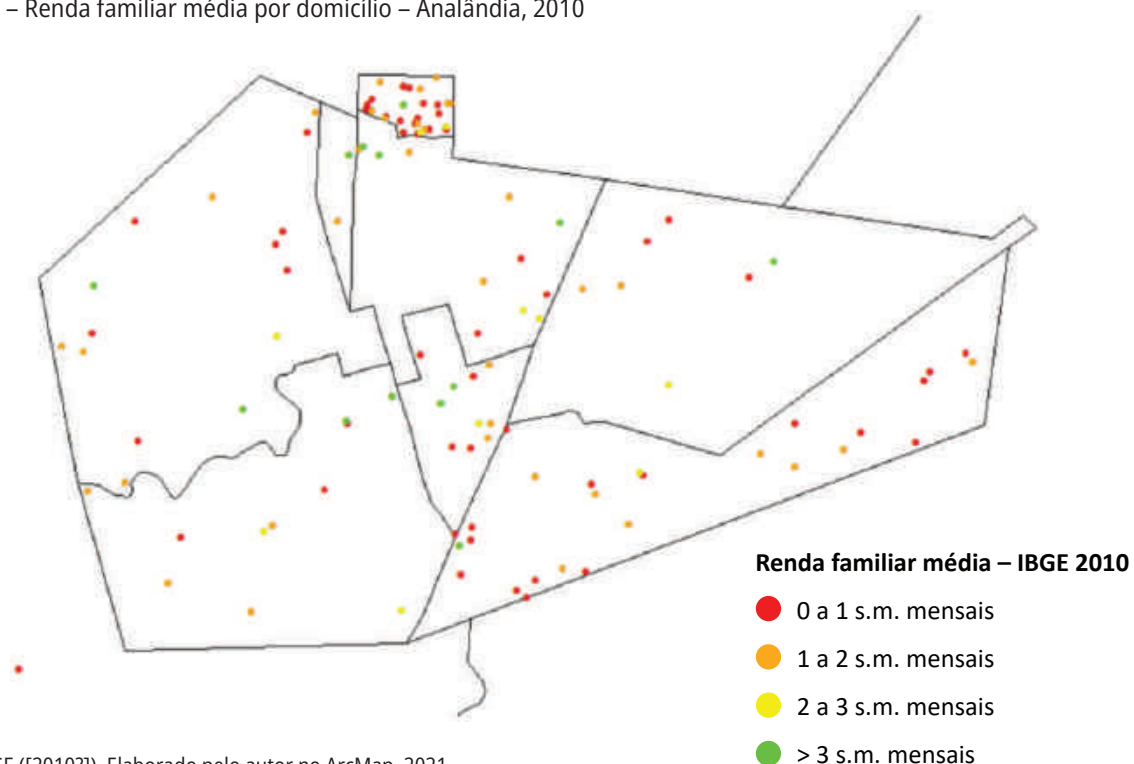 – Renda familiar média por domicílio – Analândia, 2010
Renda familiar média – IBGE 2010
0 a 1 s.m. mensais
1 a 2 s.m. mensais
2 a 3 s.m. mensais
> 3 s.m. mensais
([2010?]). Elaborado pelo autor no ArcMap, 2021.